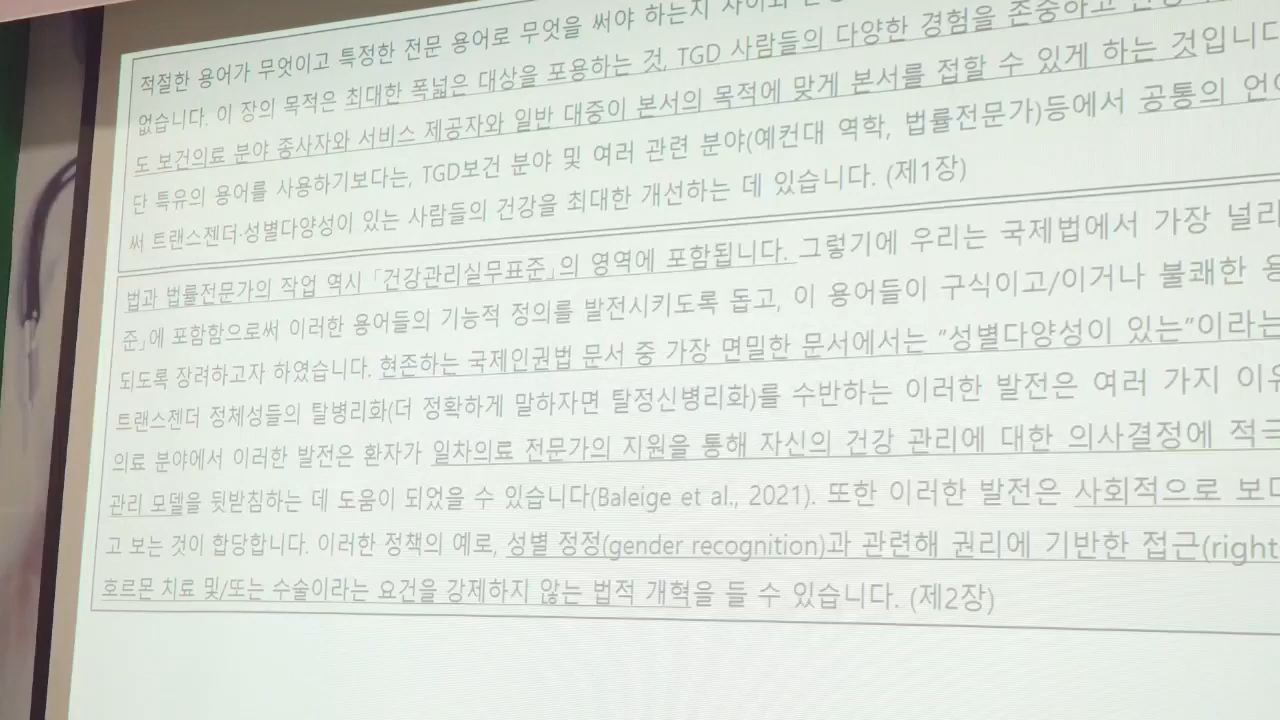 적절한 용어가 무엇이고 특정한 전문 용어로 무엇을 써야 하는지 사이의
없습니다. 이 장의 목적은 최대한 폭넓은 대상을 포용하는 것, TGD 사람들의 다양한 경험을 존중하고
도 보건의료 분야 종사자와 서비스 제공자와 일반 대중이 본서의 목적에 맞게 본서를 접할 수 있게 하는 것입니다
단 특유의 용어를 사용하기보다는, TGD보건 분야 및 여러 관련 분야(예컨대 역학, 법률전문가)등에서 공통의 언어
써 트랜스젠더·성별다양성이 있는 사람들의 건강을 최대한 개선하는 데 있습니다. (제1장)
법과 법률전문가의 작업 역시 「건강관리실무표준」의 영역에 포함됩니다. 그렇기에 우리는 국제법에서 가장 널리
준」에 포함함으로써 이러한 용어들의 기능적 정의를 발전시키도록 돕고, 이 용어들이 구식이고/이거나 불쾌한 용
되도록 장려하고자 하였습니다. 현존하는 국제인권법 문서 중 가장 면밀한 문서에서는 "성별다양성이 있는"이라는
트랜스젠더 정체성들의 탈병리화(더 정확하게 말하자면 탈정신병리화)를 수반하는 이러한 발전은 여러 가지 이유
의료 분야에서 이러한 발전은 환자가 일차의료 전문가의 지원을 통해 자신의 건강 관리에 대한 의사결정에 적극
관리 모델을 뒷받침하는 데 도움이 되었을 수 있습니다(Baleige et al., 2021). 또한 이러한 발전은 사회적으로 보다
고 보는 것이 합당합니다. 이러한 정책의 예로, 성별 정정(gender recognition)과 관련해 권리에 기반한 접근(right
호르몬 치료 및/또는 수술이라는 요건을 강제하지 않는 법적 개혁을 들 수 있습니다. (제2장)